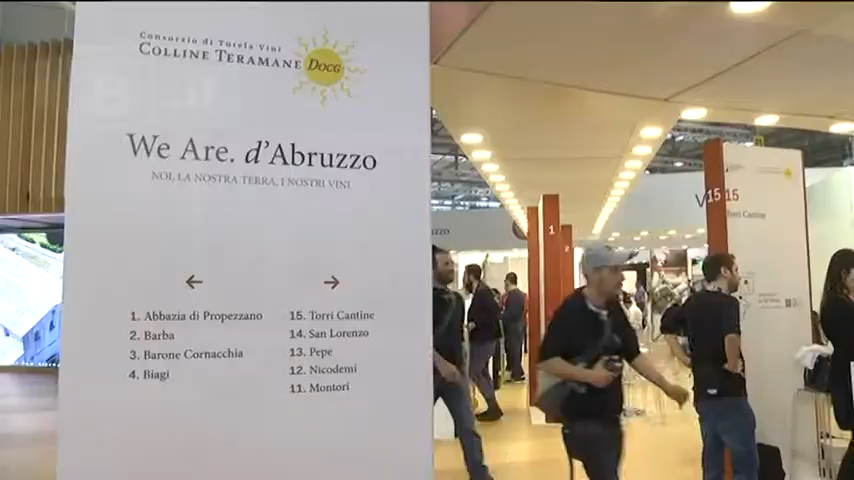 Consorzio di Tutela Vini
COLLINE TERAMANE
DOCG
We Are. d'Abruzzo
NOI, LA NOSTRA TERRA, I NOSTRI VINI
← →
1. Abbazia di Propezzano
2. Barba
3. Barone Cornacchia
4. Biagi
15. Torri Cantine
14. San Lorenzo
13. Pepe
12. Nicodemi
11. Montori
1
2
15 15
Torri Cantine